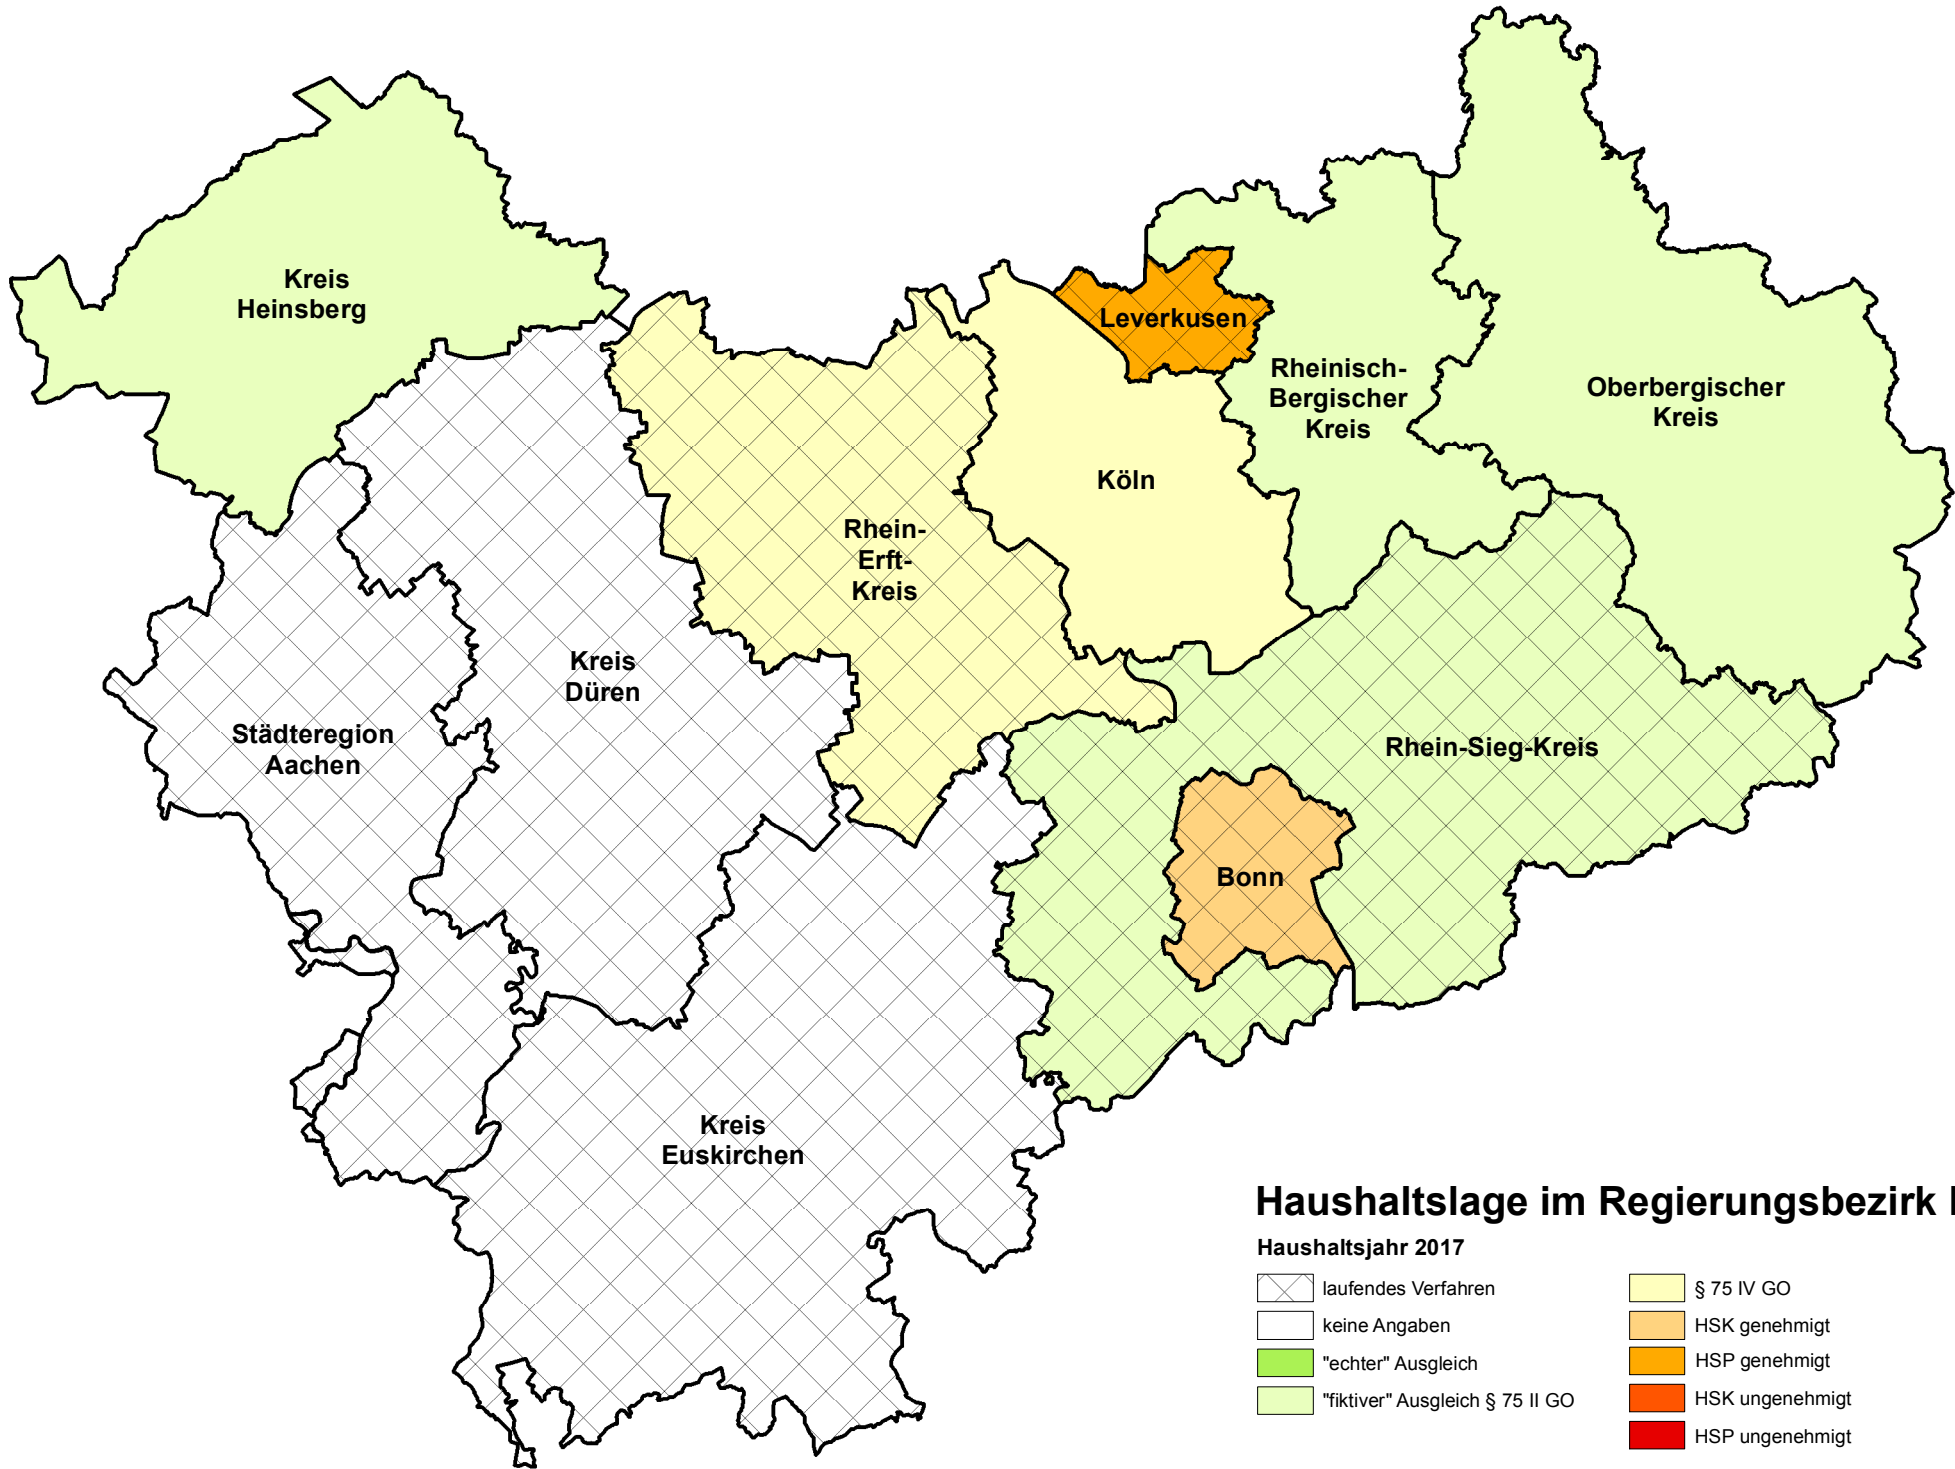 Kreis
Heinsberg
Leverkusen
Rheinisch-
Bergischer
Kreis
Oberbergischer
Kreis
Köln
Rhein-
Erft-
Kreis
Kreis
Düren
Städteregion
Aachen
Rhein-Sieg-Kreis
Bonn
Kreis
Euskirchen
Haushaltslage im Regierungsbezirk
Haushaltsjahr 2017
laufendes Verfahren
keine Angaben
"echter" Ausgleich
"fiktiver" Ausgleich § 75 II GO
§ 75 IV GO
HSK genehmigt
HSP genehmigt
HSK ungenehmigt
HSP ungenehmigt